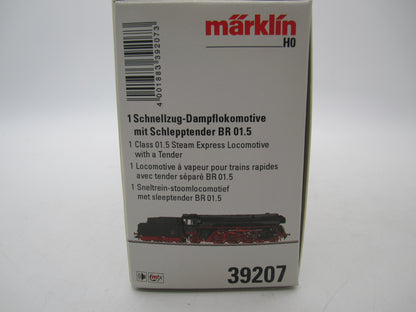 märklin
H0
4 001883 392073
1 Schnellzug-Dampflokomotive
mit Schlepptender BR 01.5
1 Class 01.5 Steam Express Locomotive
with a Tender
1 Locomotive à vapeur pour trains rapides
avec tender séparé BR 01.5
1 Sneltrein-stoomlocomotief
met sleeptender BR 01.5
mfx
39207